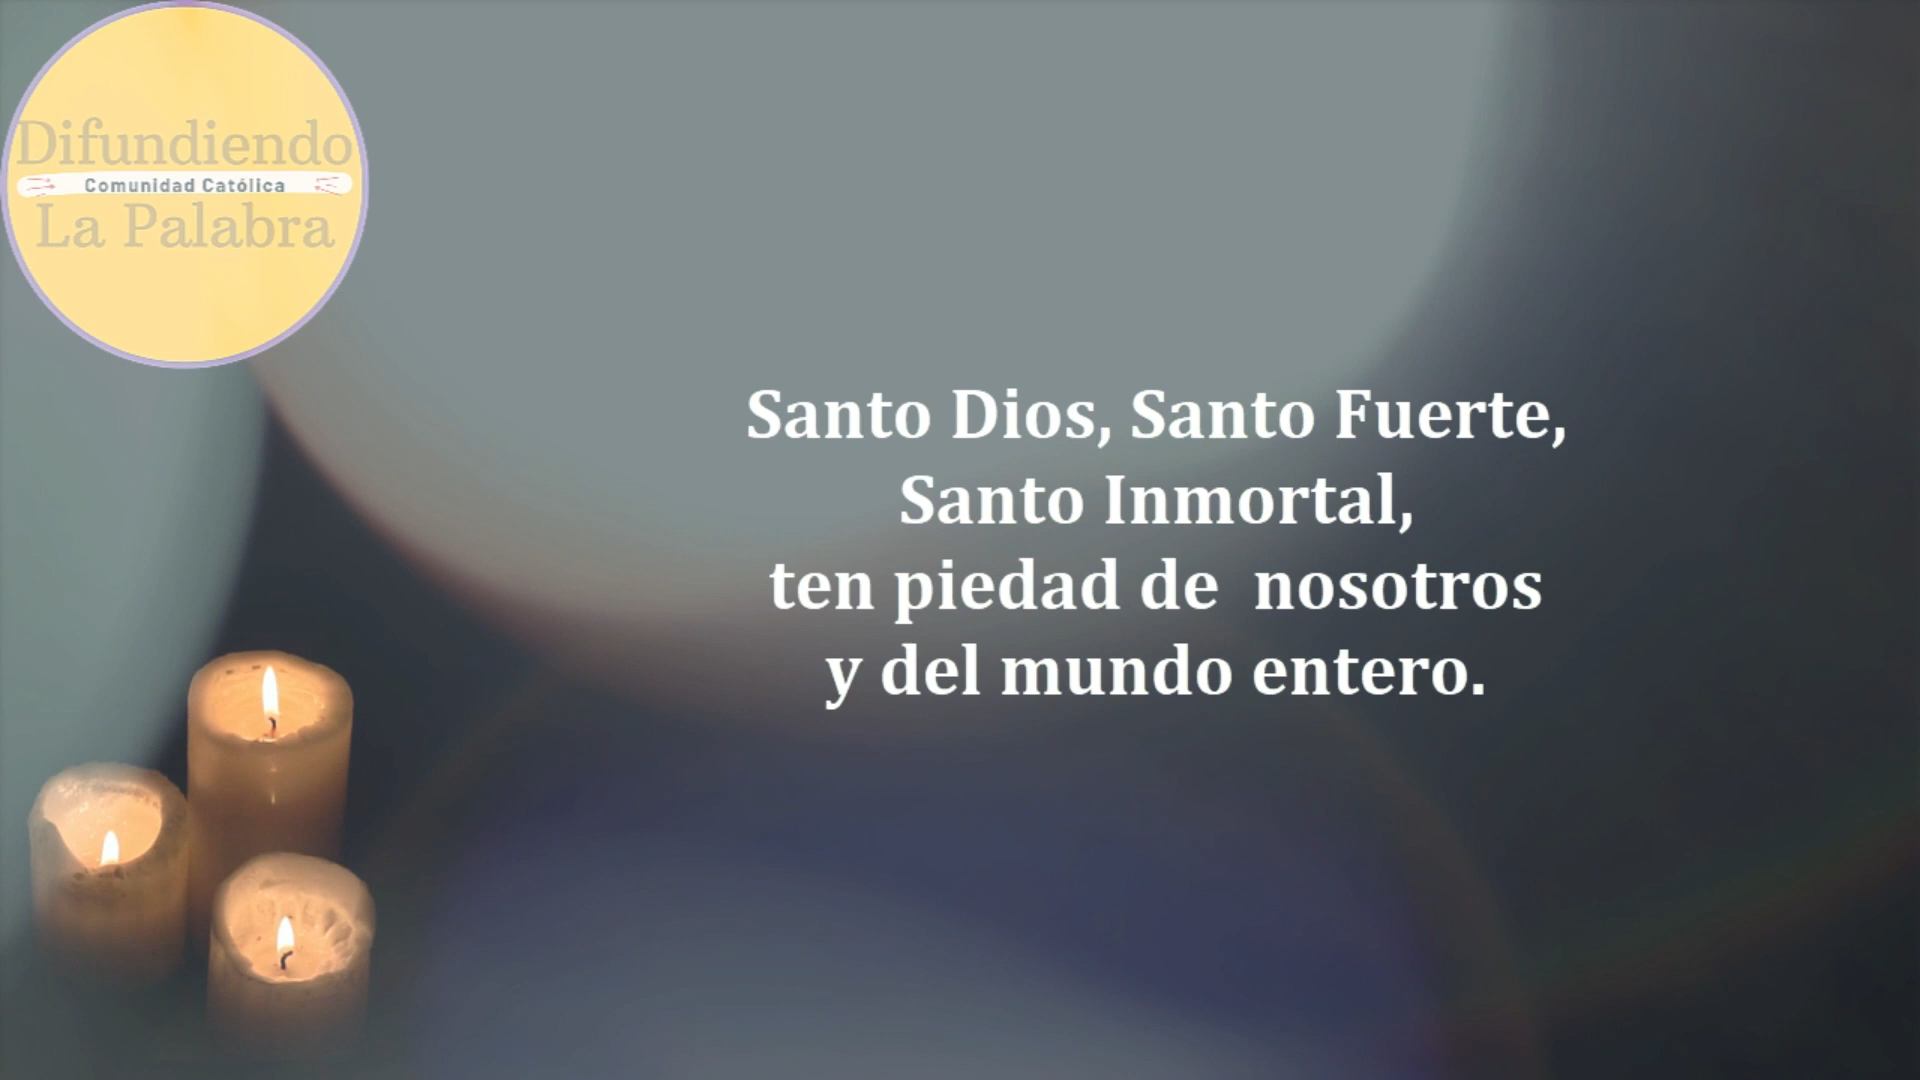 Difundiendo
Comunidad Católica
La Palabra
Santo Dios, Santo Fuerte,
Santo Inmortal,
ten piedad de  nosotros
y del mundo entero.